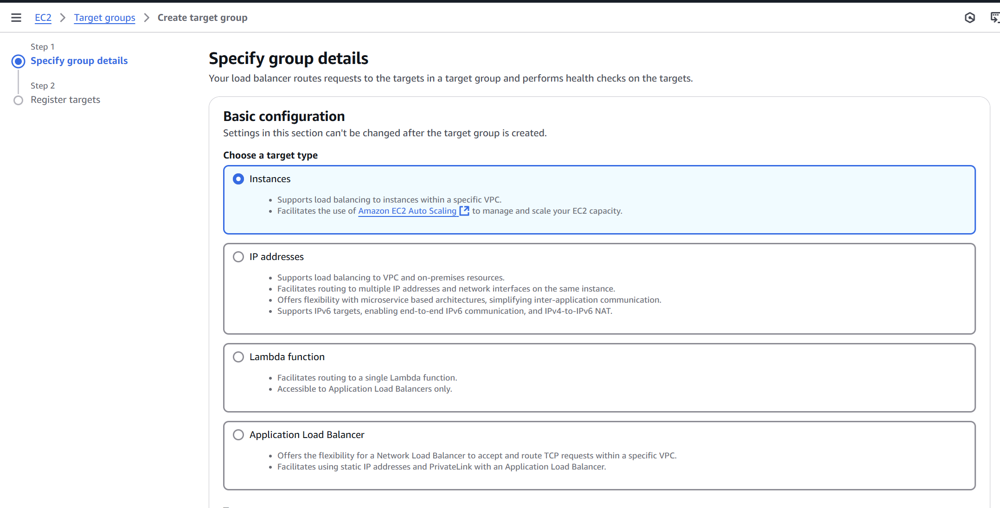 EC2 > Target groups > Create target group
Step 1
Specify group details
Step 2
Register targets
Specify group details
Your load balancer routes requests to the targets in a target group and performs health checks on the targets.
Basic configuration
Settings in this section can't be changed after the target group is created.
Choose a target type
Instances
• Supports load balancing to instances within a specific VPC.
• Facilitates the use of Amazon EC2 Auto Scaling to manage and scale your EC2 capacity.
IP addresses
• Supports load balancing to VPC and on-premises resources.
• Facilitates routing to multiple IP addresses and network interfaces on the same instance.
• Offers flexibility with microservice based architectures, simplifying inter-application communication.
• Supports IPv6 targets, enabling end-to-end IPv6 communication, and IPv4-to-IPv6 NAT.
Lambda function
• Facilitates routing to a single Lambda function.
• Accessible to Application Load Balancers only.
Application Load Balancer
• Offers the flexibility for a Network Load Balancer to accept and route TCP requests within a specific VPC.
• Facilitates using static IP addresses and PrivateLink with an Application Load Balancer.